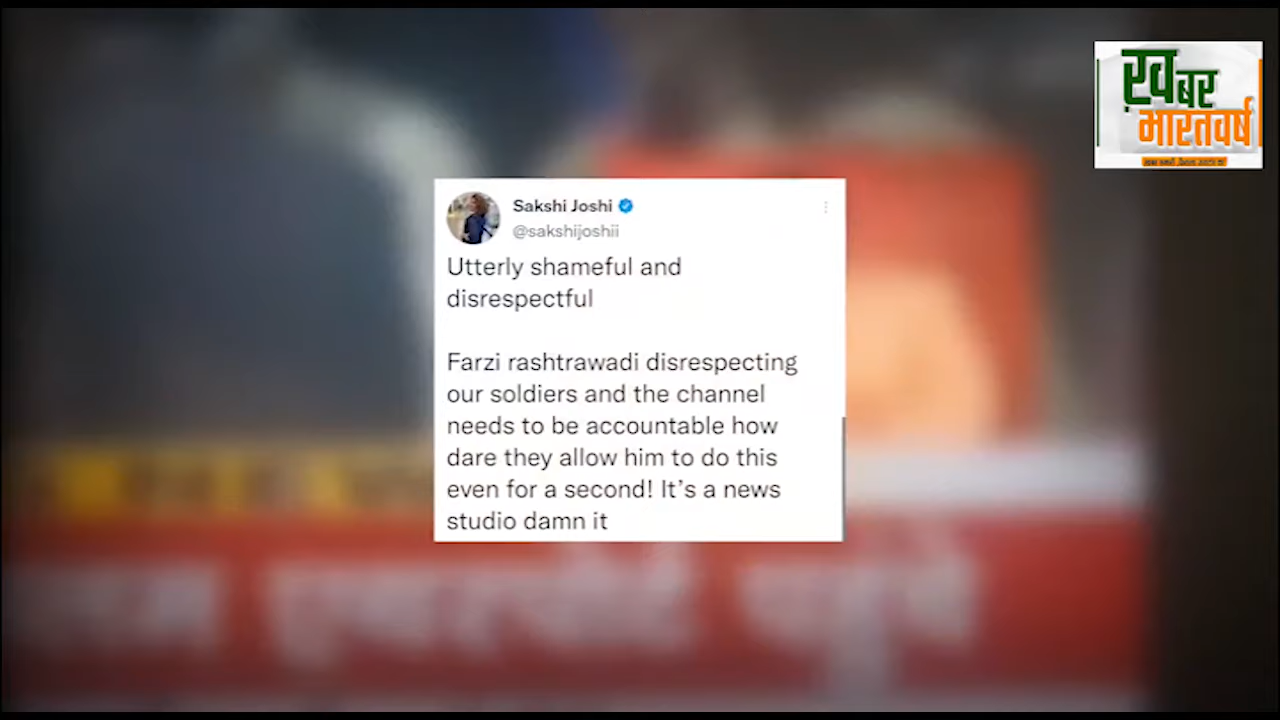 ख़बर
भारतवर्ष
Sakshi Joshi
@sakshijoshii
Utterly shameful and
disrespectful
Farzi rashtrawadi disrespecting
our soldiers and the channel
needs to be accountable how
dare they allow him to do this
even for a second! It’s a news
studio damn it